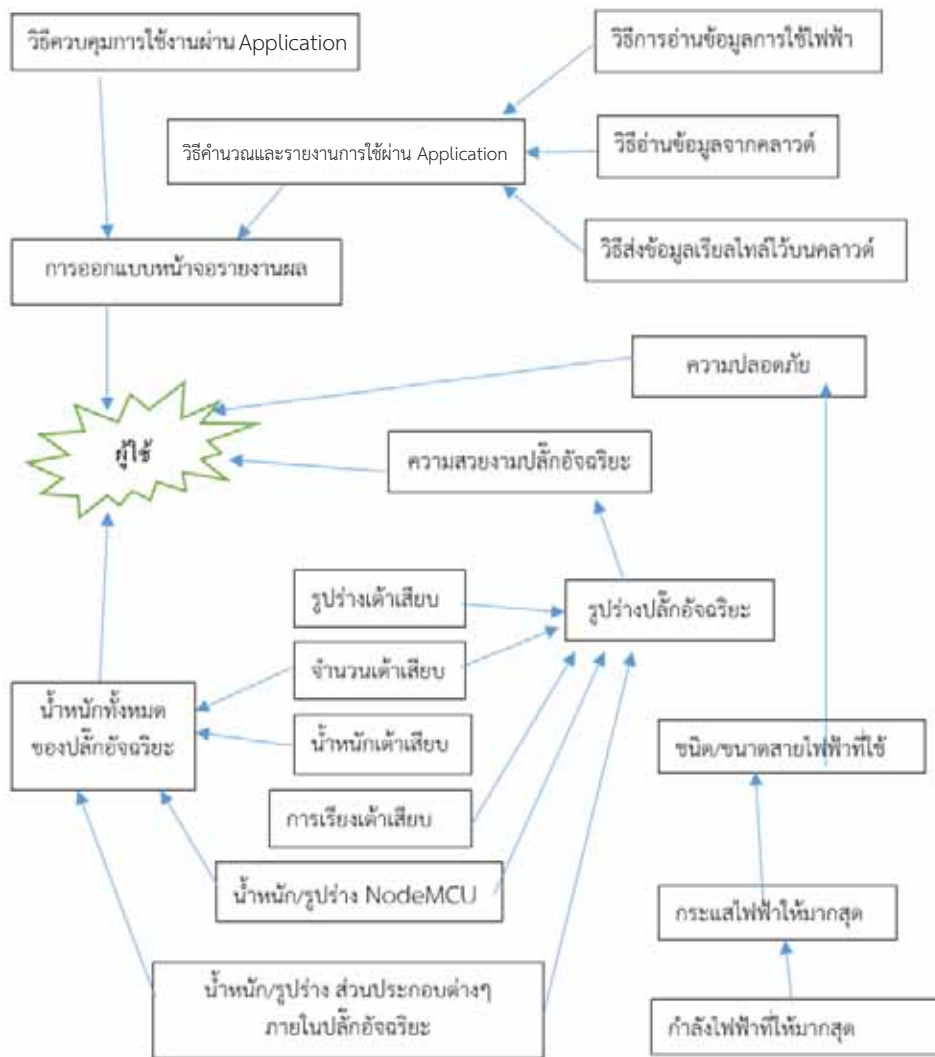 วิธีควบคุมการใช้งานผ่าน Application
วิธีการอ่านข้อมูลการใช้ไฟฟ้า
วิธีคำนวณและรายงานการใช้ผ่าน Application
วิธีอ่านข้อมูลจากคลาวด์
วิธีส่งข้อมูลเรียลไทล์ไว้บนคลาวด์
การออกแบบหน้าจอรายงานผล
ความปลอดภัย
ผู้ใช้
ความสวยงามปลั๊กอัจฉริยะ
รูปร่างเต้าเสียบ
รูปร่างปลั๊กอัจฉริยะ
จำนวนเต้าเสียบ
น้ำหนักทั้งหมด
ของปลั๊กอัจฉริยะ
น้ำหนักเต้าเสียบ
ชนิด/ขนาดสายไฟฟ้าที่ใช้
การเรียงเต้าเสียบ
น้ำหนัก/รูปร่าง NodeMCU
กระแสไฟฟ้าให้มากสุด
น้ำหนัก/รูปร่าง ส่วนประกอบต่างๆ
ภายในปลั๊กอัจฉริยะ
กำลังไฟฟ้าที่ให้มากสุด